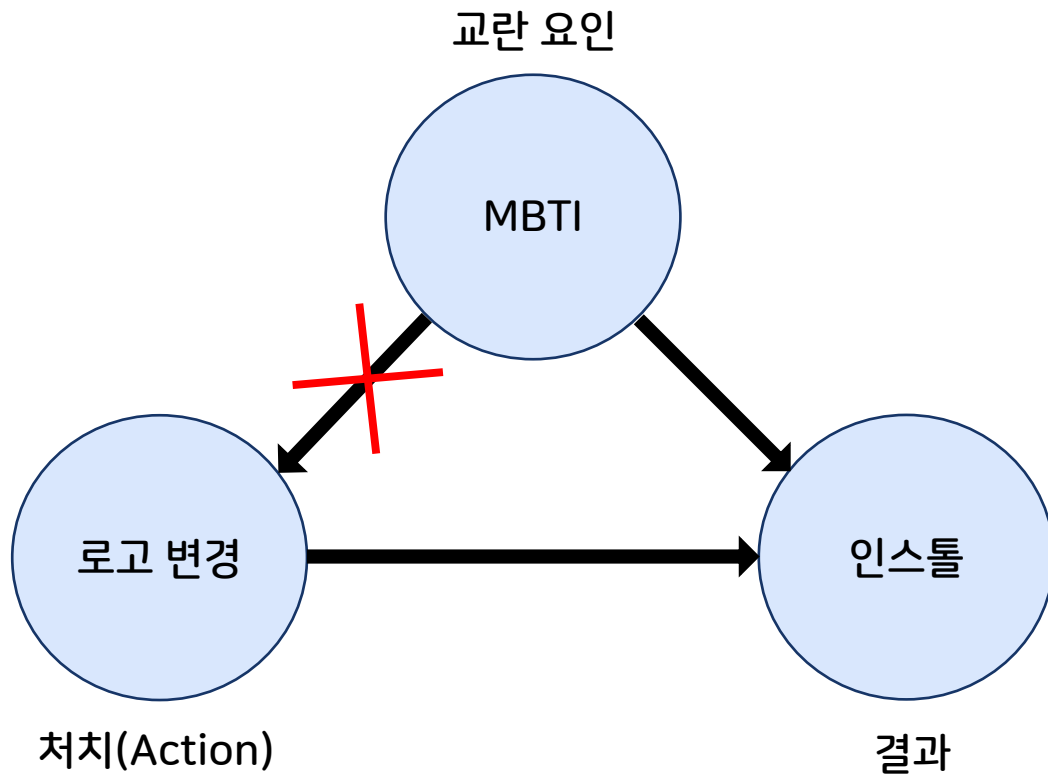 교란 요인
MBTI
로고 변경
인스톨
처치(Action)
결과